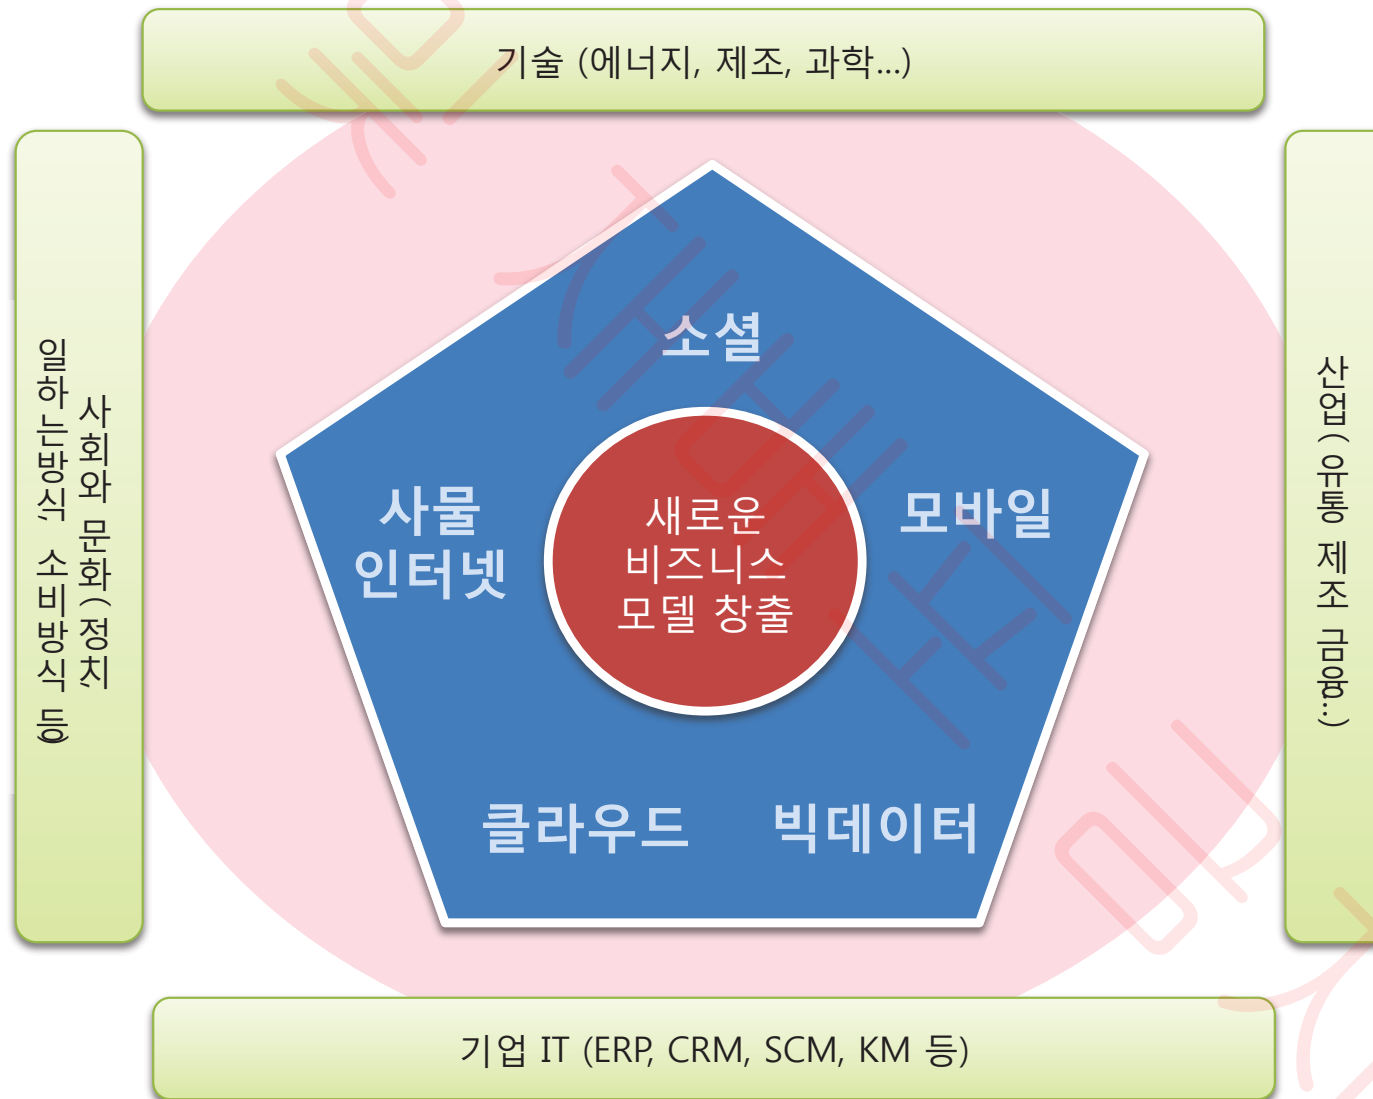 기술 (에너지, 제조, 과학...)
사회와 문화(정치,
일하는방식, 소비방식 등)
소셜
사물
인터넷
새로운
비즈니스
모델 창출
모바일
클라우드
빅데이터
산업(유통 제조 금융...)
기업 IT (ERP, CRM, SCM, KM 등)